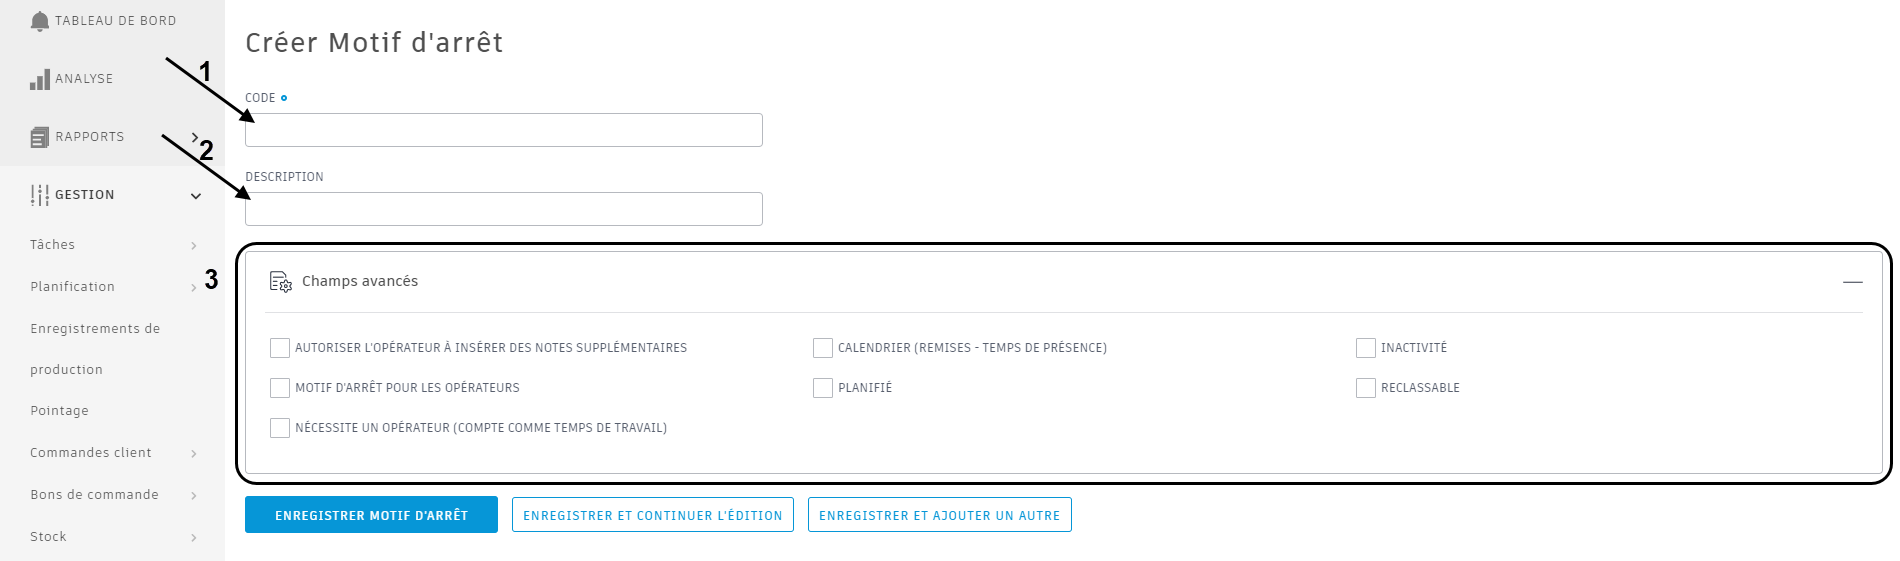 TABLEAU DE BORD
ANALYSE
RAPPORTS
GESTION
Tâches
Planification
Enregistrements de
production
Pointage
Commandes client
Bons de commande
Stock
Créer Motif d'arrêt
1
CODE
2
DESCRIPTION
3
Champs avancés
AUTORISER L'OPÉRATEUR À INSÉRER DES NOTES SUPPLÉMENTAIRES
CALENDRIER (REMISES - TEMPS DE PRÉSENCE)
INACTIVITÉ
MOTIF D'ARRÊT POUR LES OPÉRATEURS
PLANIFIÉ
RECLASSABLE
NÉCESSITE UN OPÉRATEUR (COMPTE COMME TEMPS DE TRAVAIL)
ENREGISTRER MOTIF D'ARRÊT
ENREGISTRER ET CONTINUER L'ÉDITION
ENREGISTRER ET AJOUTER UN AUTRE